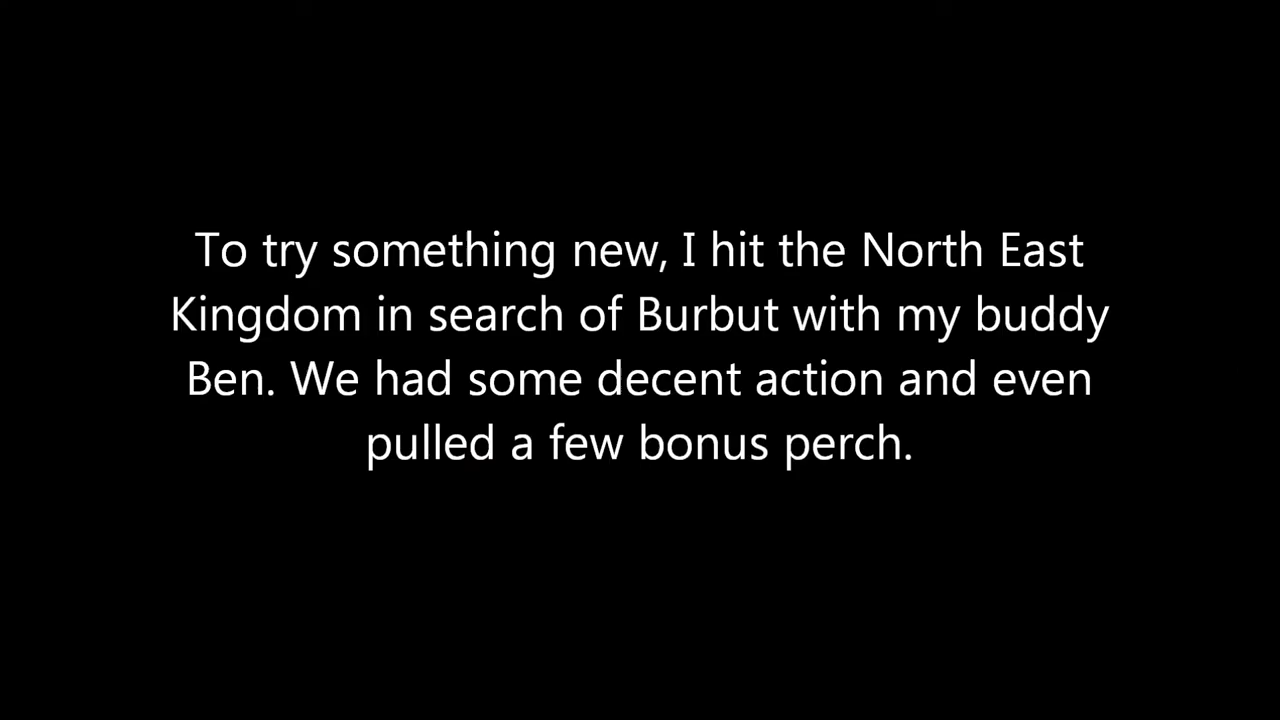 To try something new, I hit the North East
Kingdom in search of Burbut with my buddy
Ben. We had some decent action and even
pulled a few bonus perch.